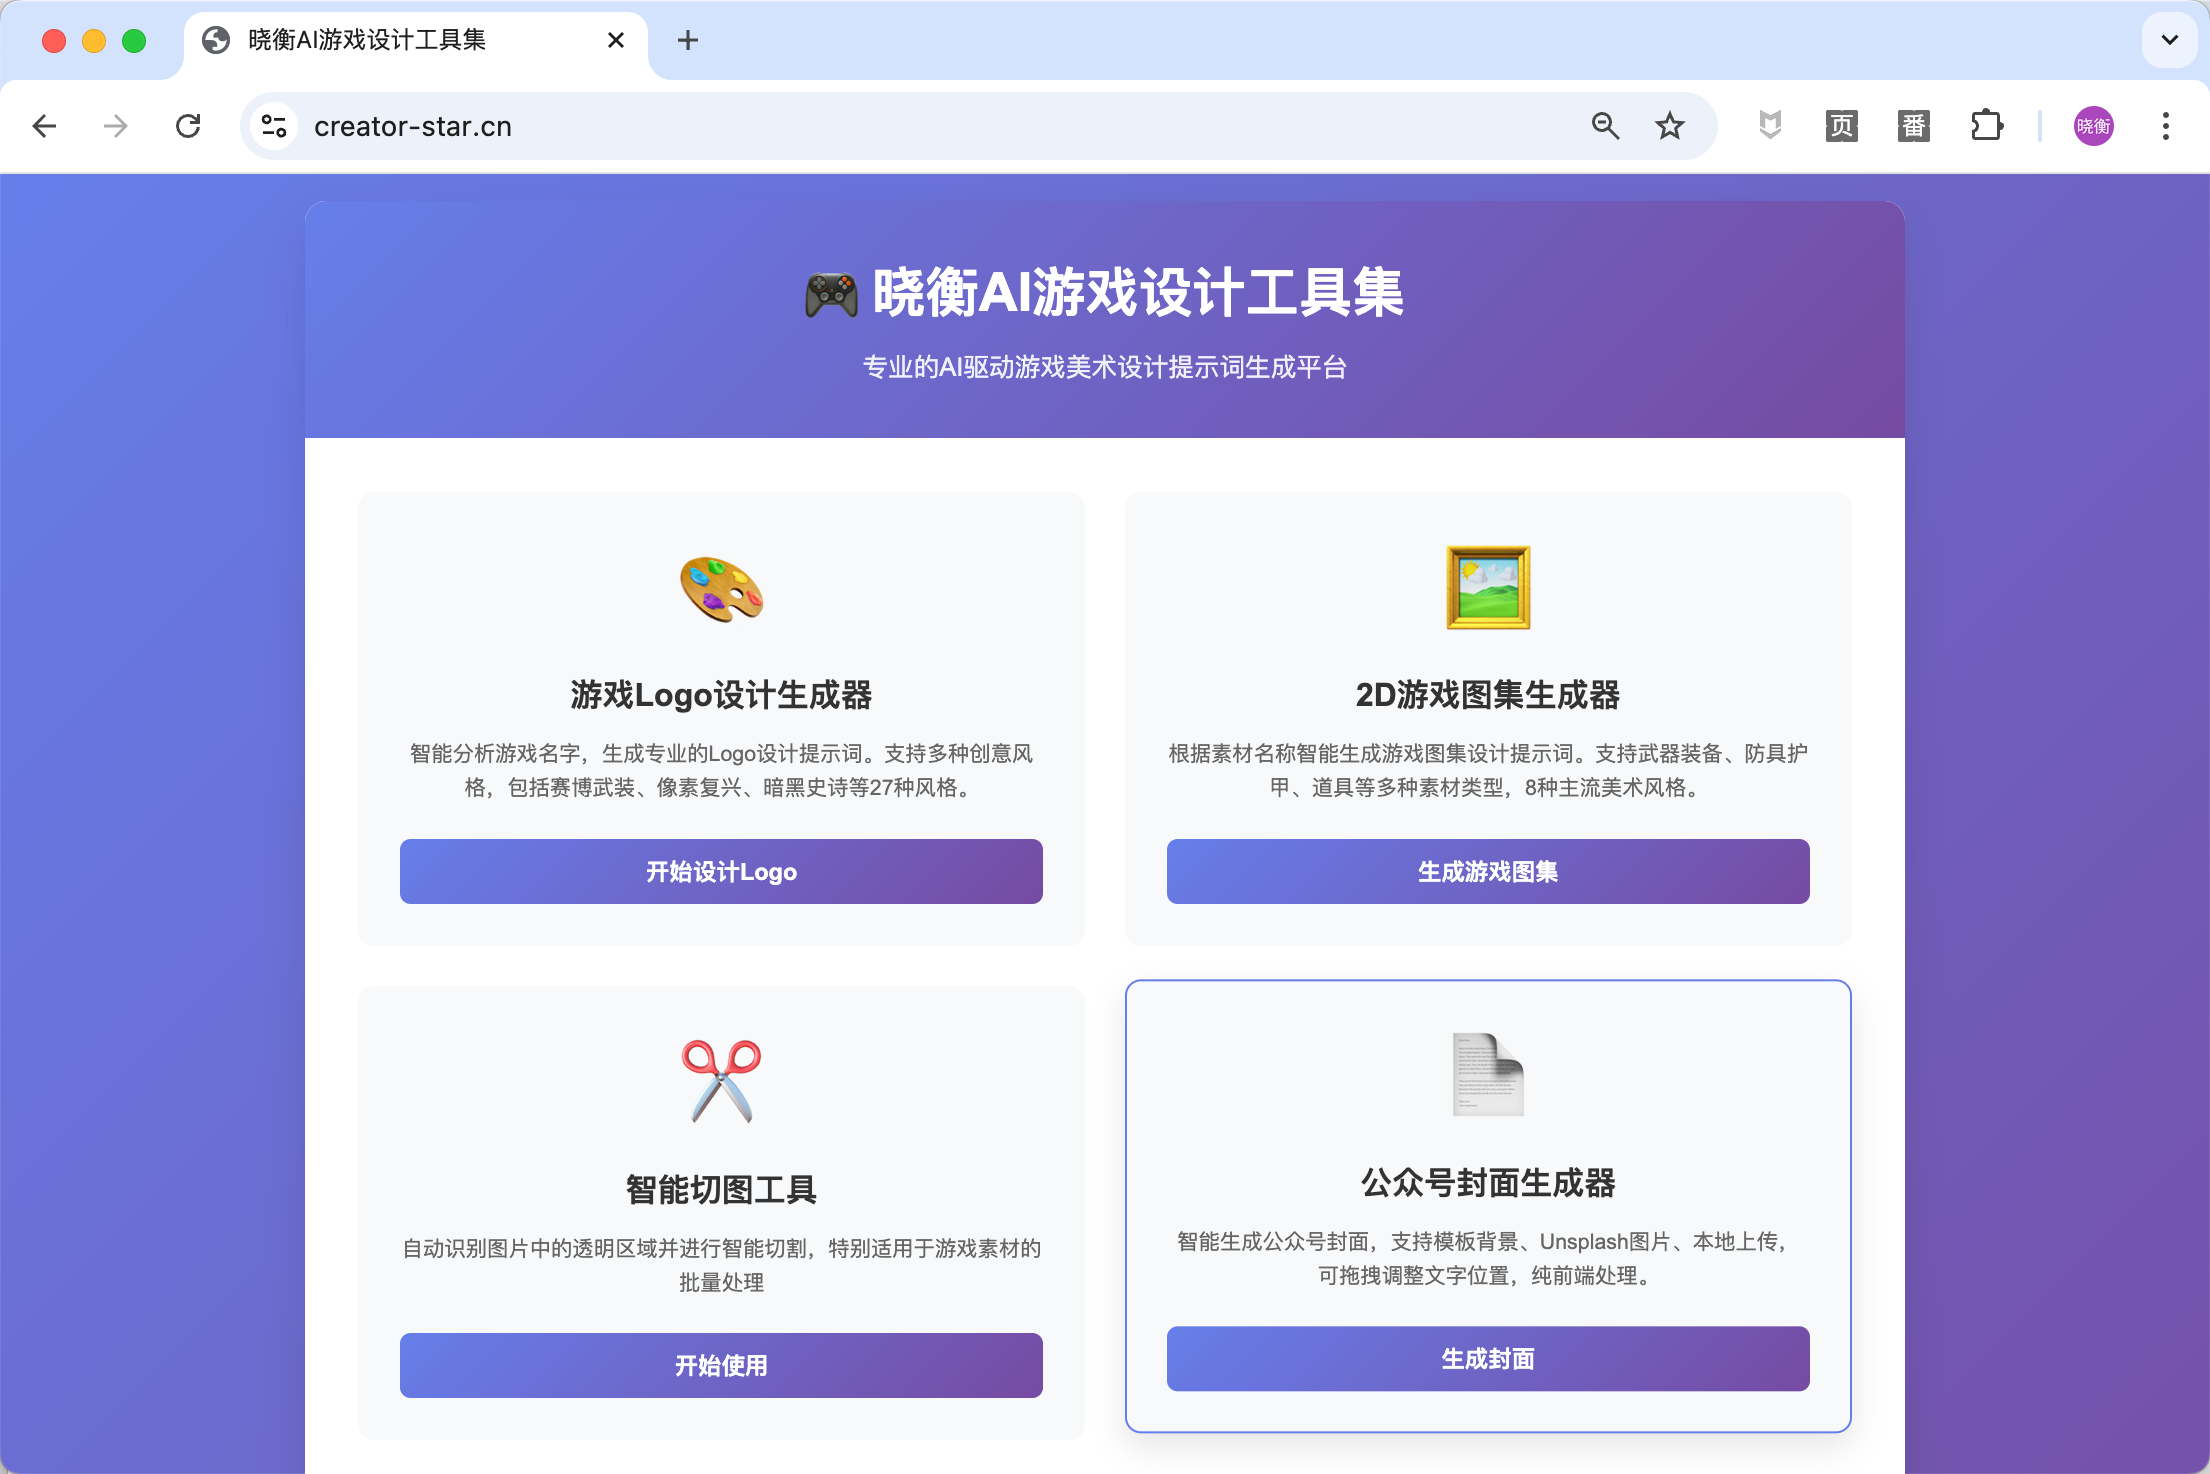 晓衡AI游戏设计工具集
creator-star.cn
页
番
晓衡
晓衡AI游戏设计工具集
专业的AI驱动游戏美术设计提示词生成平台
游戏Logo设计生成器
智能分析游戏名字，生成专业的Logo设计提示词。支持多种创意风
格，包括赛博武装、像素复兴、暗黑史诗等27种风格。
开始设计Logo
2D游戏图集生成器
根据素材名称智能生成游戏图集设计提示词。支持武器装备、防具护
甲、道具等多种素材类型，8种主流美术风格。
生成游戏图集
智能切图工具
自动识别图片中的透明区域并进行智能切割，特别适用于游戏素材的
批量处理
开始使用
公众号封面生成器
智能生成公众号封面，支持模板背景、Unsplash图片、本地上传，
可拖拽调整文字位置，纯前端处理。
生成封面